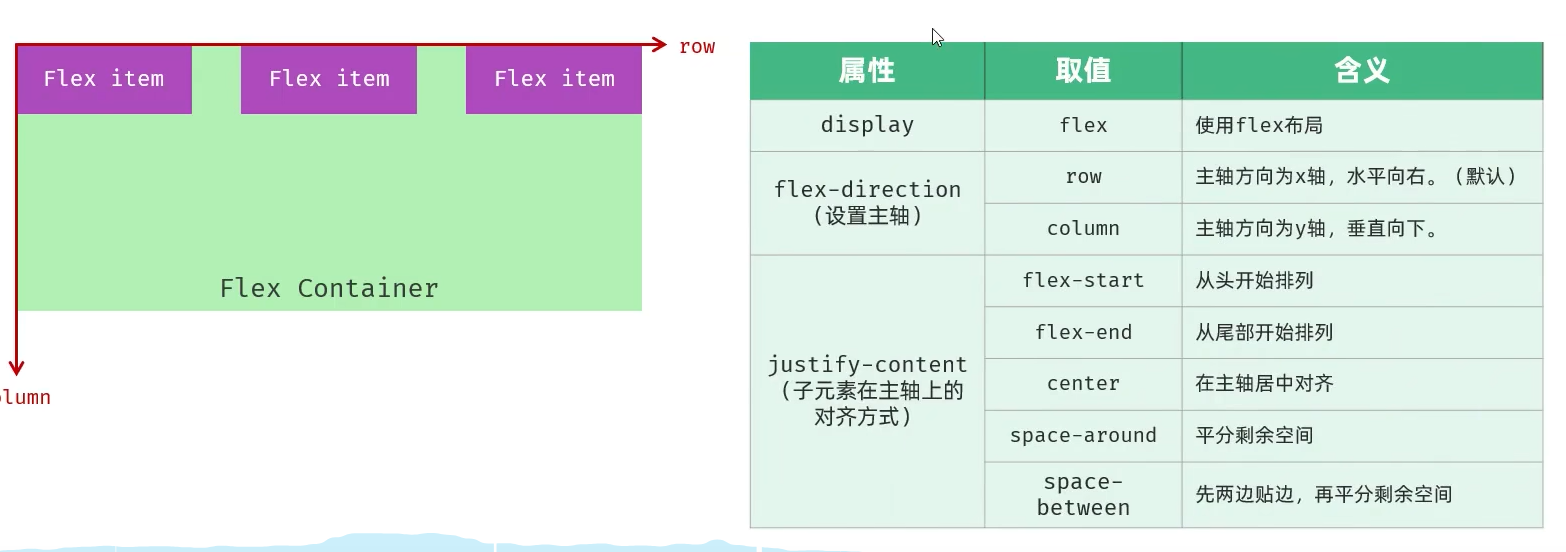 row
Flex item Flex item Flex item
Flex Container
olumn
属性 取值 含义
display flex 使用flex布局
flex-direction
(设置主轴)
row 主轴方向为x轴，水平向右。(默认)
column 主轴方向为y轴，垂直向下。
justify-content
(子元素在主轴上的
对齐方式)
flex-start 从头开始排列
flex-end 从尾部开始排列
center 在主轴居中对齐
space-around 平分剩余空间
space-
between
先两边贴边，再平分剩余空间